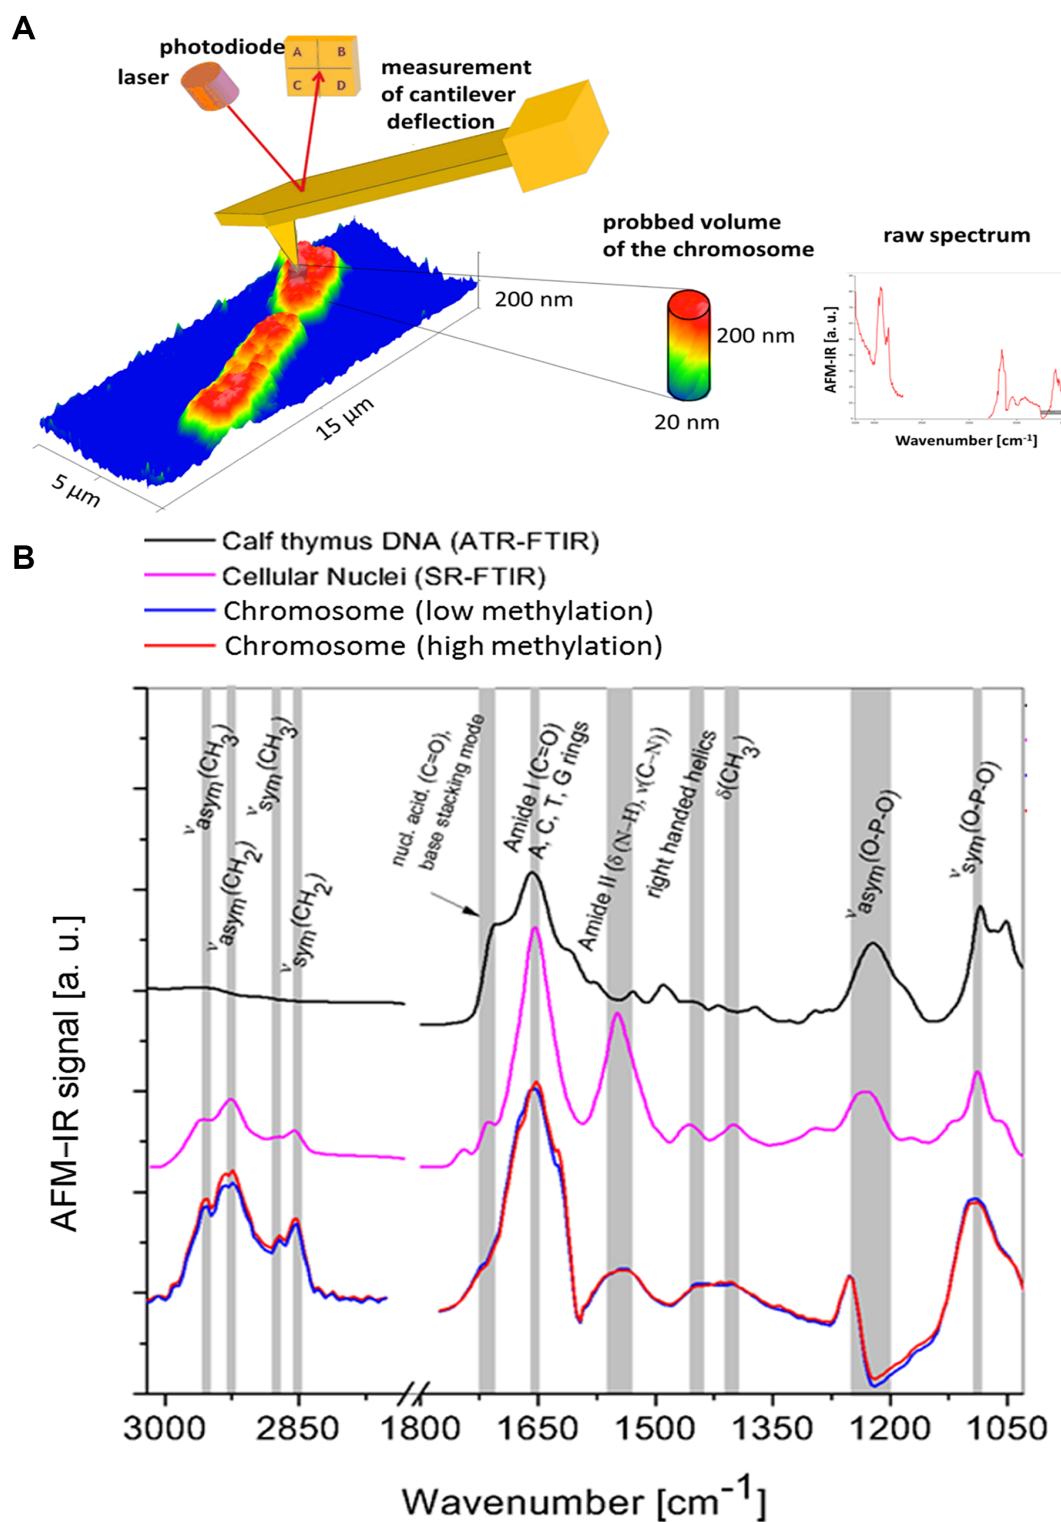 A
photodiode
laser
A B
C D
measurement
of cantilever
deflection
probbed volume
of the chromosome
raw spectrum
200 nm
200 nm
20 nm
15 µm
5 µm
AFM-IR [a. u.]
Wavenumber [cm-1]
B
Calf thymus DNA (ATR-FTIR)
Cellular Nuclei (SR-FTIR)
Chromosome (low methylation)
Chromosome (high methylation)
νasym(CH3)
νasym(CH2)
νsym(CH3)
νsym(CH2)
nucl. acid. (C=O),
base stacking mode
Amide I (C=O)
A, C, T, G rings
Amide II (δ(N–H), ν(C–N))
right handed helics
δ(CH3)
νasym(O-P-O)
νsym(O-P-O)
AFM–IR signal [a. u.]
3000 2850 1800 1650 1500 1350 1200 1050
Wavenumber [cm-1]